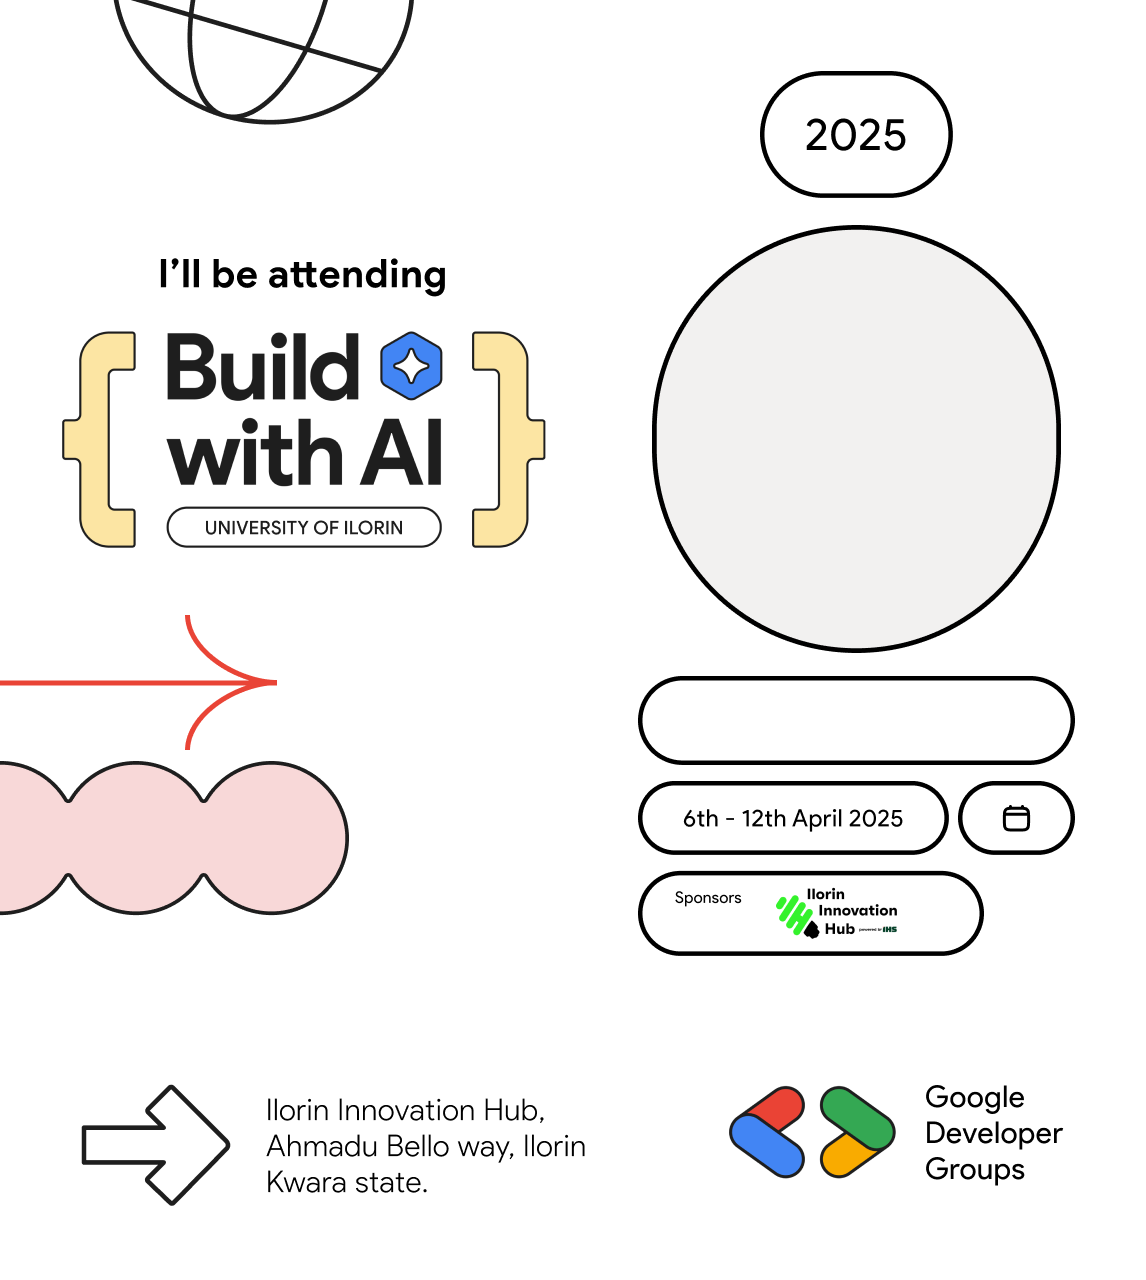 2025
I’ll be attending
Build
with AI
UNIVERSITY OF ILORIN
6th - 12th April 2025
Sponsors
Ilorin
Innovation
Hub powered by IHS
Ilorin Innovation Hub,
Ahmadu Bello way, Ilorin
Kwara state.
Google
Developer
Groups